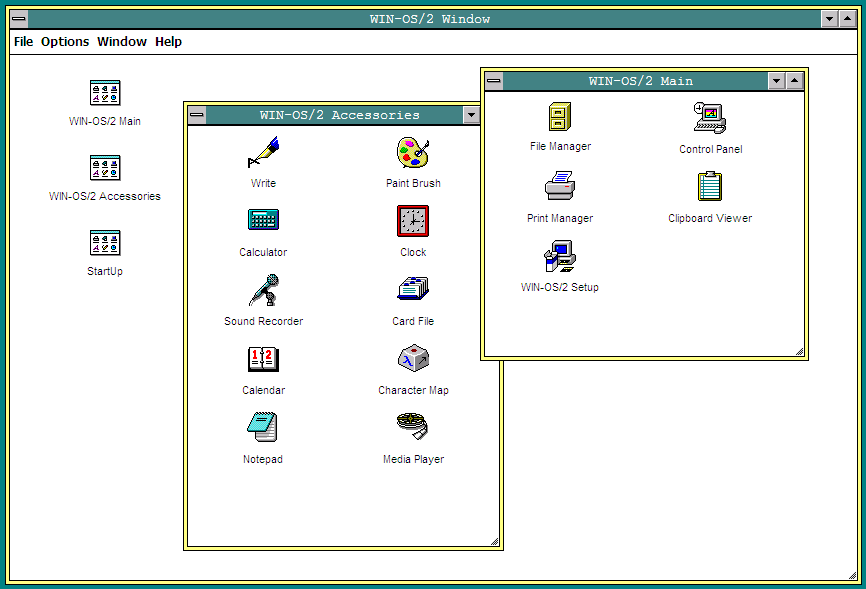 WIN-OS/2 Window
File Options Window Help
WIN-OS/2 Main
WIN-OS/2 Accessories
StartUp
WIN-OS/2 Accessories
Write
Paint Brush
Calculator
Clock
Sound Recorder
Card File
1 2
Calendar
Character Map
Notepad
Media Player
WIN-OS/2 Main
File Manager
Control Panel
Print Manager
Clipboard Viewer
WIN-OS/2 Setup